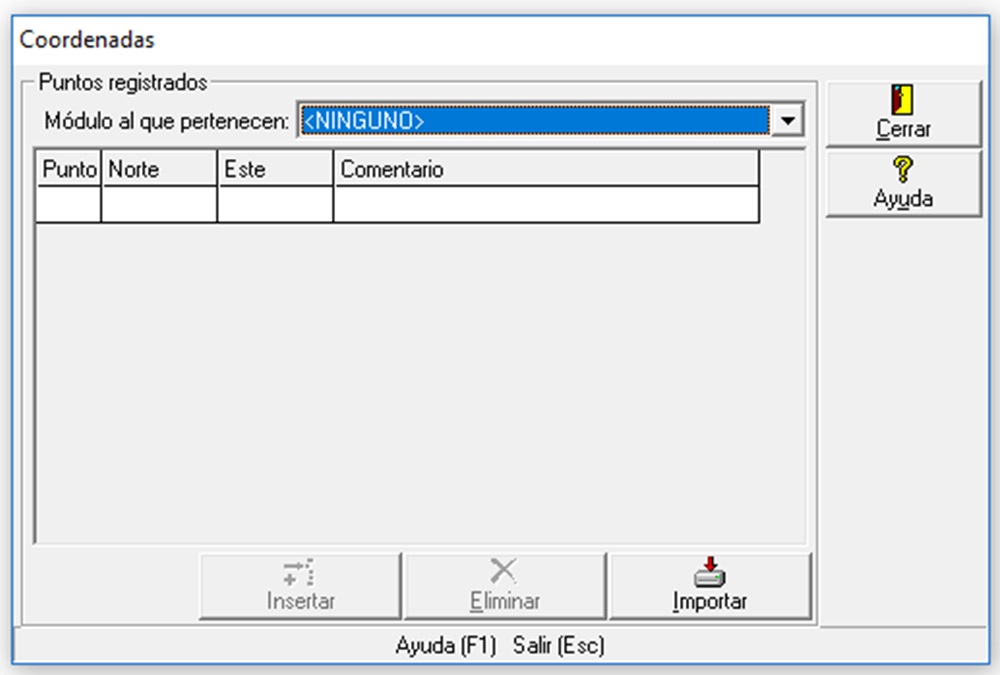 Coordenadas
Puntos registrados
Módulo al que pertenecen: <NINGUNO>
Cerrar
Ayuda
Punto Norte Este Comentario
Insertar Eliminar Importar
Ayuda (F1) Salir (Esc)